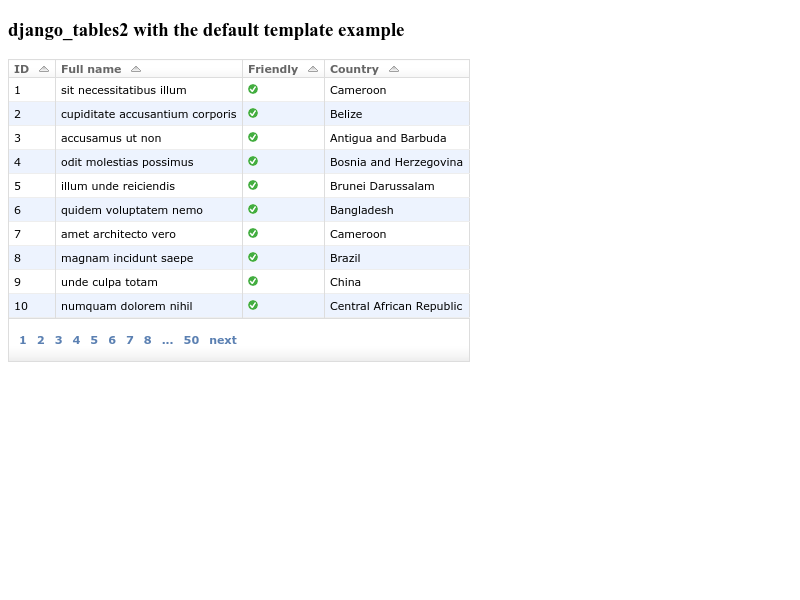 django_tables2 with the default template example
ID Full name Friendly Country
1 sit necessitatibus illum Cameroon
2 cupiditate accusantium corporis Belize
3 accusamus ut non Antigua and Barbuda
4 odit molestias possimus Bosnia and Herzegovina
5 illum unde reiciendis Brunei Darussalam
6 quidem voluptatem nemo Bangladesh
7 amet architecto vero Cameroon
8 magnam incidunt saepe Brazil
9 unde culpa totam China
10 numquam dolorem nihil Central African Republic
1 2 3 4 5 6 7 8 ... 50 next